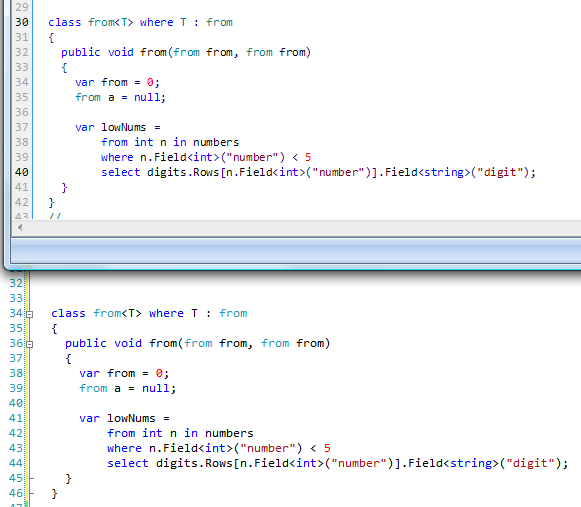 29
30 class from<T> where T : from
31 {
32 public void from(from from, from from)
33 {
34 var from = 0;
35 from a = null;
36
37 var lowNums =
38 from int n in numbers
39 where n.Field<int>("number") < 5
40 select digits.Rows[n.Field<int>("number")].Field<string>("digit");
41 }
42 }
43 //
32
33
34 class from<T> where T : from
35 {
36 public void from(from from, from from)
37 {
38 var from = 0;
39 from a = null;
40
41 var lowNums =
42 from int n in numbers
43 where n.Field<int>("number") < 5
44 select digits.Rows[n.Field<int>("number")].Field<string>("digit");
45 }
46 }
47